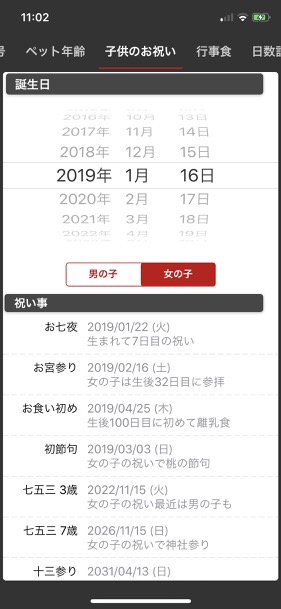 11:02
号 ペット年齢 子供のお祝い 行事食 日数計
誕生日
2016年 10月 13日
2017年 11月 14日
2018年 12月 15日
2019年 1月 16日
2020年 2月 17日
2021年 3月 18日
2022年 4月 19日
男の子 女の子
祝い事
お七夜 2019/01/22 (火)
生まれて7日目の祝い
お宮参り 2019/02/16 (土)
女の子は生後32日目に参拝
お食い初め 2019/04/25 (木)
生後100日目に初めて離乳食
初節句 2019/03/03 (日)
女の子の祝いで桃の節句
七五三 3歳 2022/11/15 (火)
女の子の祝い最近は男の子も
七五三 7歳 2026/11/15 (日)
女の子の祝いで神社参り
十三参り 2031/04/13 (日)